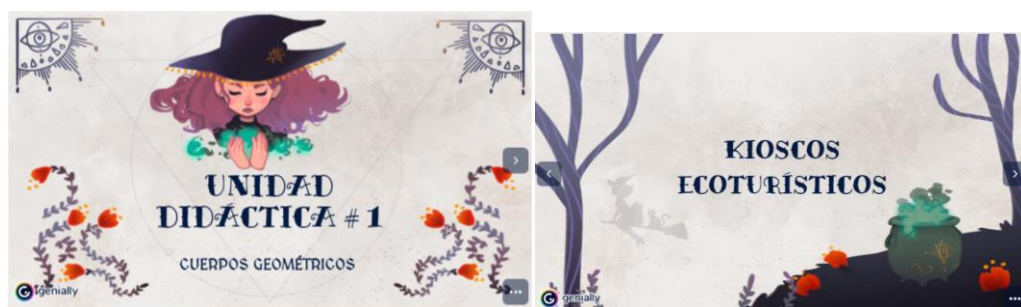 UNIDAD
DIDÁCTICA # 1
CUERPOS GEOMÉTRICOS
genially
KIOSCOS
ECOTURÍSTICOS
genially